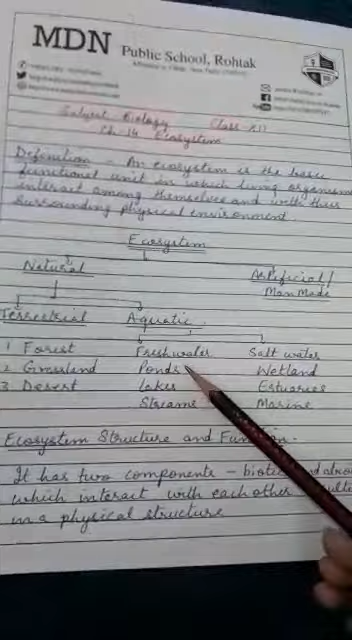 MDN Public School, Rohtak
Subject Biology Class XII
Ch-14 Ecosystem
Definition - An ecosystem is the basic
functional unit in which living organisms
interact among themselves and with their
surrounding physical environment.
Ecosystem
Natural Artificial/
Man Made
Terrestrial Aquatic
1 Forest Freshwater Salt water
2 Grassland Ponds Wetland
3 Desert Lakes Estuaries
Streams Marine
Ecosystem Structure and Function.
It has two components - biotic and
which interact with each other
in a physical structure